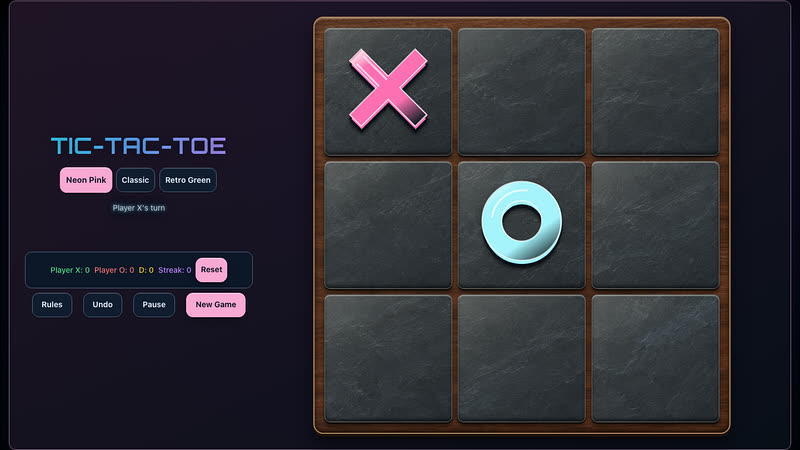 TIC-TAC-TOE
Neon Pink Classic Retro Green
Player X's turn
Player X: 0 Player O: 0 D: 0 Streak: 0 Reset
Rules Undo Pause New Game